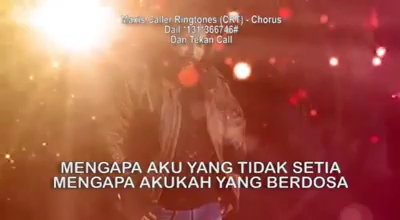 Maxis Caller Ringtones (CRT) - Chorus
Dail *131*366746#
Dan Tekan Call
MENGAPA AKU YANG TIDAK SETIA
MENGAPA AKUKAH YANG BERDOSA